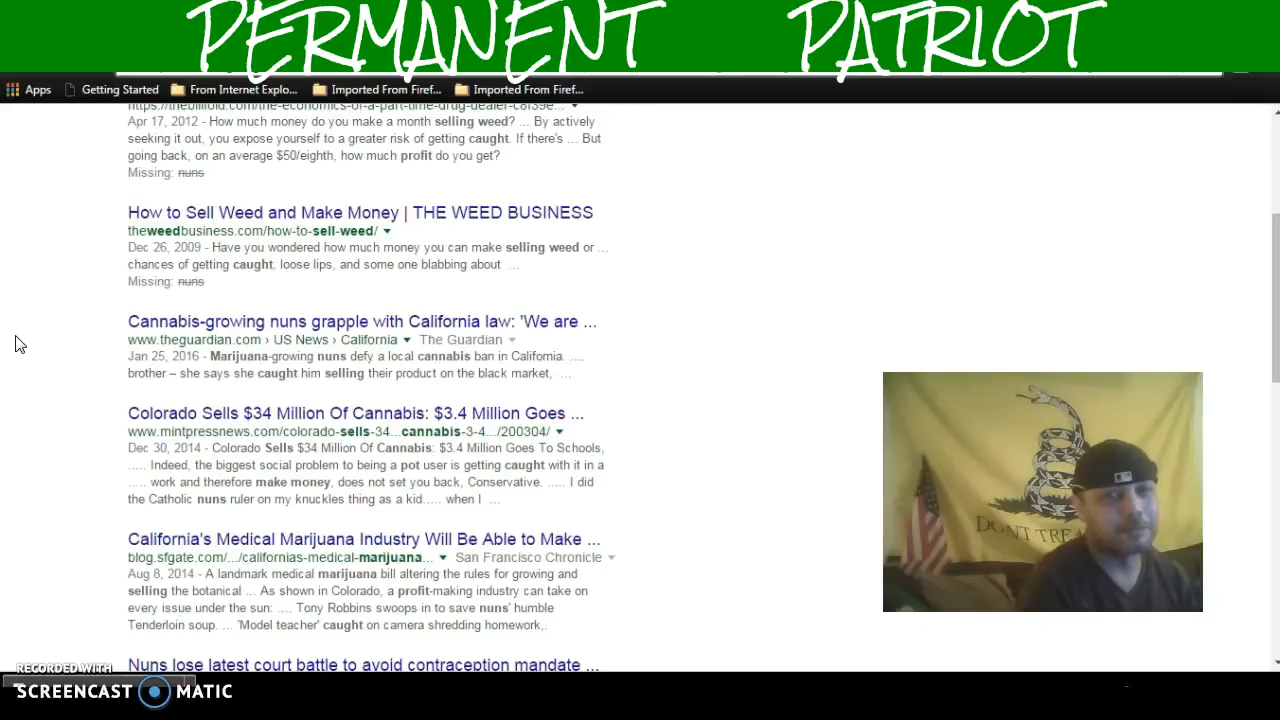 PERMANENT PATRIOT
Apps Getting Started From Internet Explo... Imported From Firef... Imported From Firef...
https://thebillfold.com/the-economics-of-a-part-time-drug-dealer-c8f39e...
Apr 17, 2012 - How much money do you make a month selling weed? ... By actively
seeking it out, you expose yourself to a greater risk of getting caught. If there's ... But
going back, on an average $50/eighth, how much profit do you get?
Missing: nuns
How to Sell Weed and Make Money | THE WEED BUSINESS
theweedbusiness.com/how-to-sell-weed/
Dec 26, 2009 - Have you wondered how much money you can make selling weed or ...
chances of getting caught, loose lips, and some one blabbing about ...
Missing: nuns
Cannabis-growing nuns grapple with California law: 'We are ...
www.theguardian.com › US News › California The Guardian
Jan 25, 2016 - Marijuana-growing nuns defy a local cannabis ban in California. ....
brother – she says she caught him selling their product on the black market, ...
Colorado Sells $34 Million Of Cannabis: $3.4 Million Goes ...
www.mintpressnews.com/colorado-sells-34...cannabis-3-4.../200304/
Dec 30, 2014 - Colorado Sells $34 Million Of Cannabis: $3.4 Million Goes To Schools,
..... Indeed, the biggest social problem to being a pot user is getting caught with it in a
..... work and therefore make money, does not set you back, Conservative. ..... I did
the Catholic nuns ruler on my knuckles thing as a kid..... when I ...
California's Medical Marijuana Industry Will Be Able to Make ...
blog.sfgate.com/.../californias-medical-marijuana... San Francisco Chronicle
Aug 8, 2014 - A landmark medical marijuana bill altering the rules for growing and
selling the botanical ... As shown in Colorado, a profit-making industry can take on
every issue under the sun: .... Tony Robbins swoops in to save nuns' humble
Tenderloin soup. ... 'Model teacher' caught on camera shredding homework,.
Nuns lose latest court battle to avoid contraception mandate ...
DONT TRE
RECORDED WITH
SCREENCAST MATIC